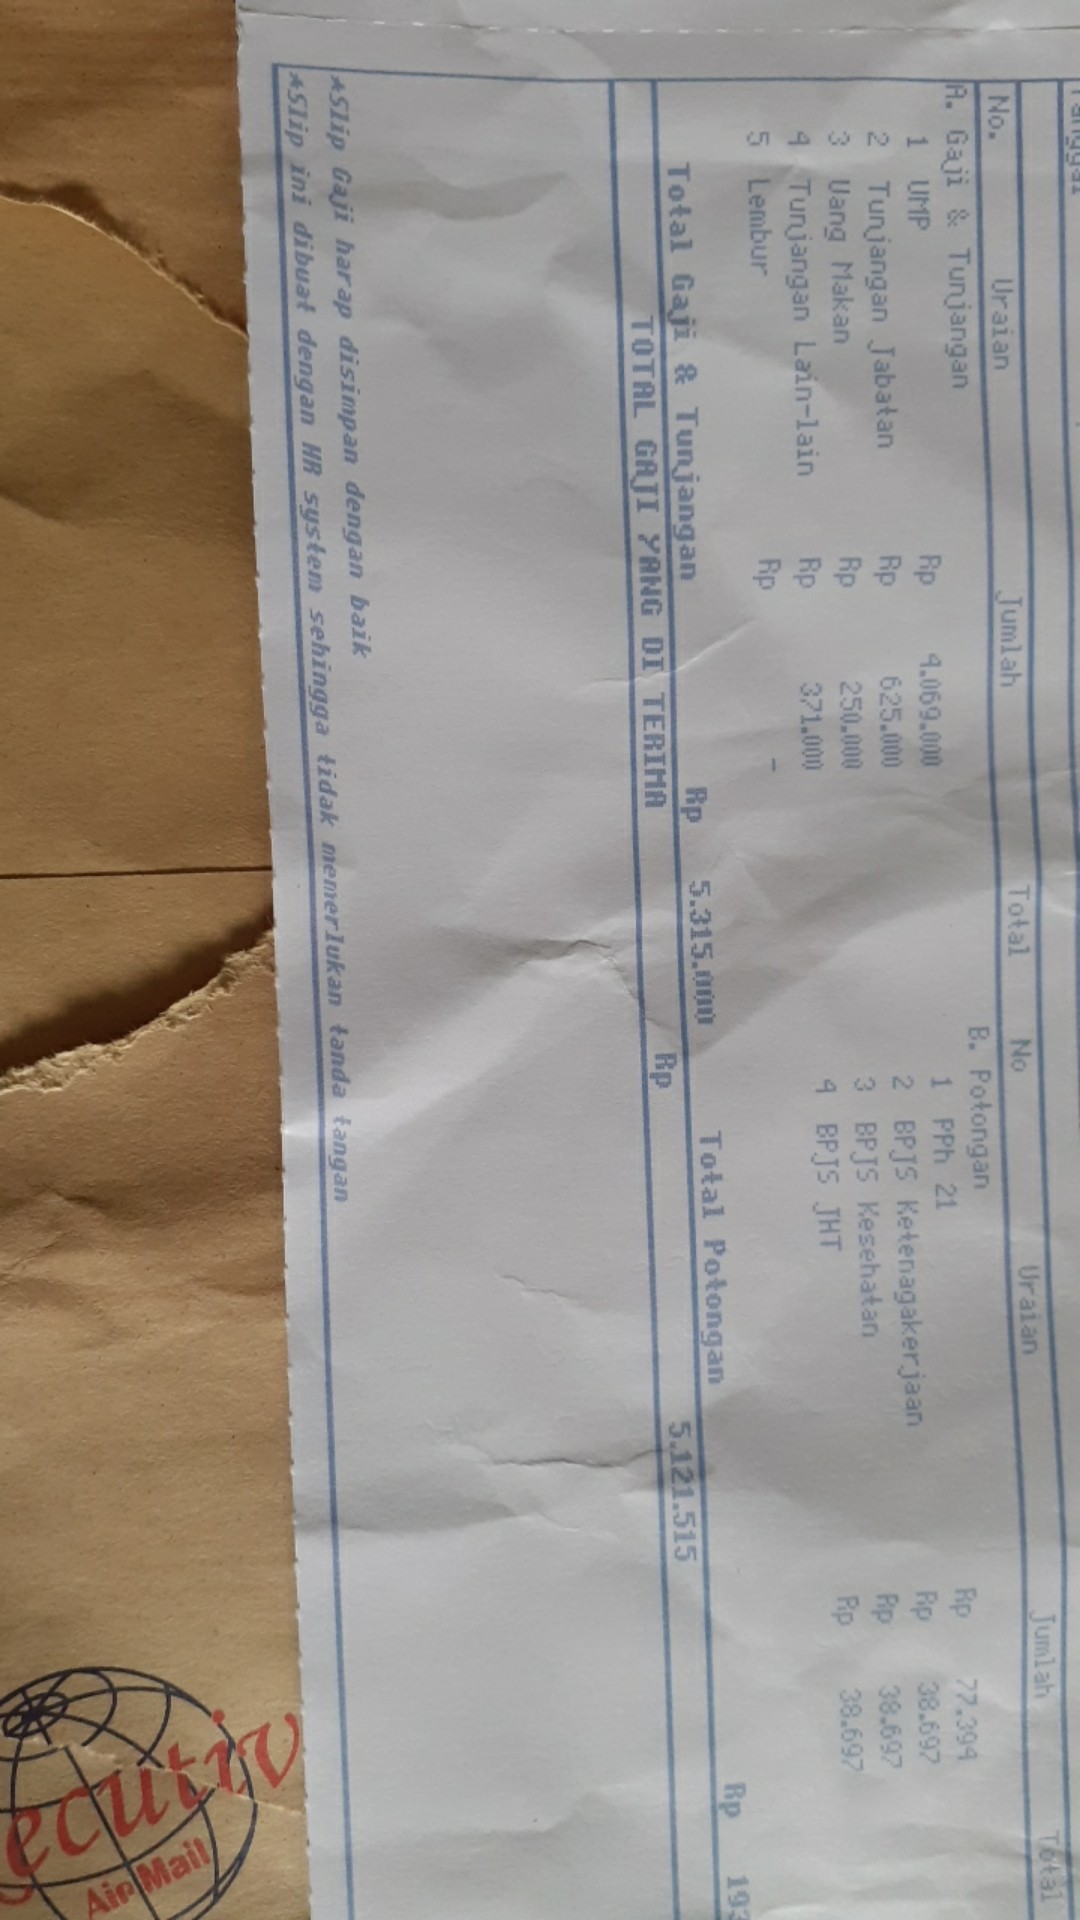 Tanggal
No. Uraian Jumlah Total No Uraian Jumlah Total
A. Gaji & Tunjangan B. Potongan
1 UMP Rp 4.069.000 1 PPh 21 Rp 77.394
2 Tunjangan Jabatan Rp 625.000 2 BPJS Ketenagakerjaan Rp 38.697
3 Uang Makan Rp 250.000 3 BPJS Kesehatan Rp 38.697
4 Tunjangan Lain-lain Rp 371.000 4 BPJS JHT Rp 38.697
5 Lembur Rp -
Total Gaji & Tunjangan Rp 5.315.000 Total Potongan Rp 193
TOTAL GAJI YANG DI TERIMA Rp 5.121.515
*Slip Gaji harap disimpan dengan baik
*Slip ini dibuat dengan HR system sehingga tidak memerlukan tanda tangan
ecutiv
Air Mail